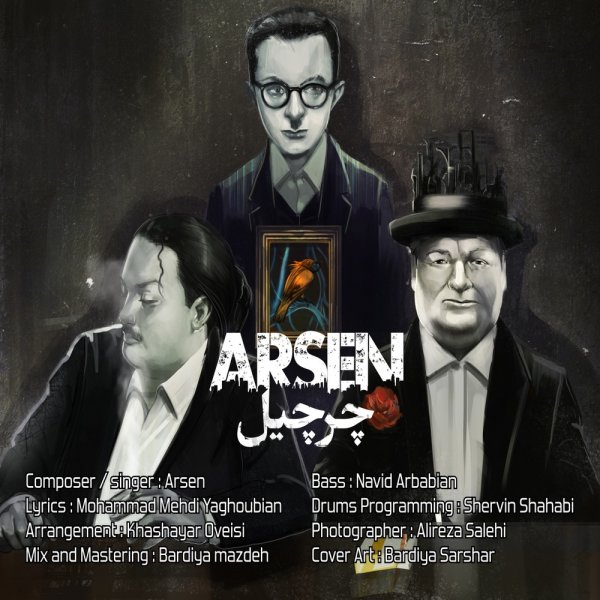 ARSEN
چرچیل
Composer / singer : Arsen
Lyrics : Mohammad Mehdi Yaghoubian
Arrangement : Khashayar Oveisi
Mix and Mastering : Bardiya mazdeh
Bass : Navid Arbabian
Drums Programming : Shervin Shahabi
Photographer : Alireza Salehi
Cover Art : Bardiya Sarshar